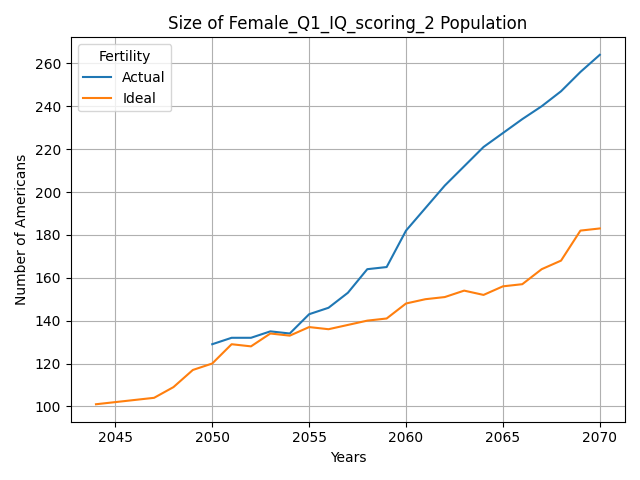 Size of Female_Q1_IQ_scoring_2 Population
Fertility
Actual
Ideal
Number of Americans
260
240
220
200
180
160
140
120
100
2045
2050
2055
2060
2065
2070
Years